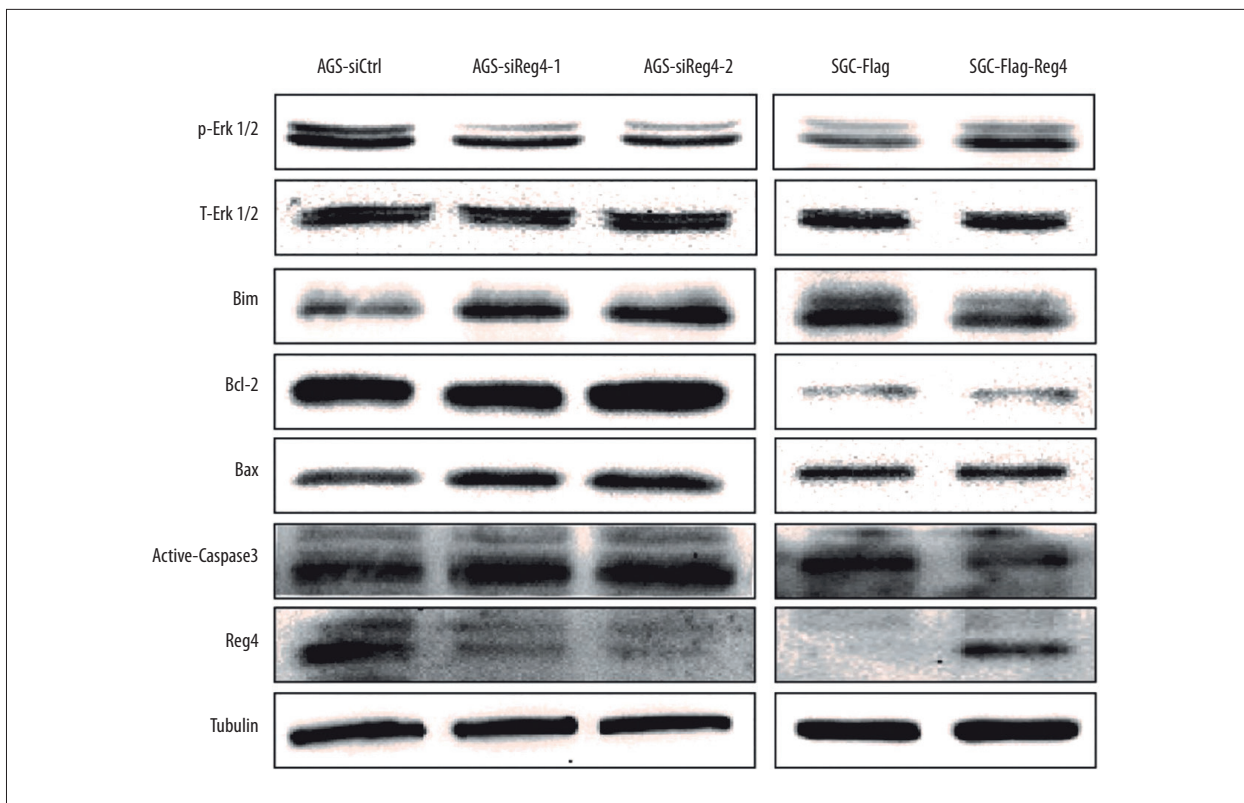 AGS-siCtrl AGS-siReg4-1 AGS-siReg4-2 SGC-Flag SGC-Flag-Reg4
p-Erk 1/2
T-Erk 1/2
Bim
Bcl-2
Bax
Active-Caspase3
Reg4
Tubulin